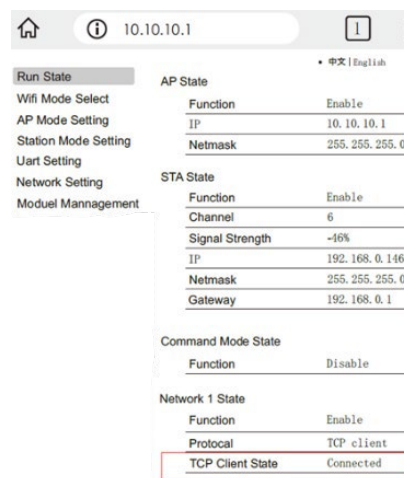 10.10.10.1
1
• 中文|English
Run State
Wifi Mode Select
AP Mode Setting
Station Mode Setting
Uart Setting
Network Setting
Moduel Mannagement
AP State
Function Enable
IP 10.10.10.1
Netmask 255.255.255.0
STA State
Function Enable
Channel 6
Signal Strength -46%
IP 192.168.0.146
Netmask 255.255.255.0
Gateway 192.168.0.1
Command Mode State
Function Disable
Network 1 State
Function Enable
Protocal TCP client
TCP Client State Connected